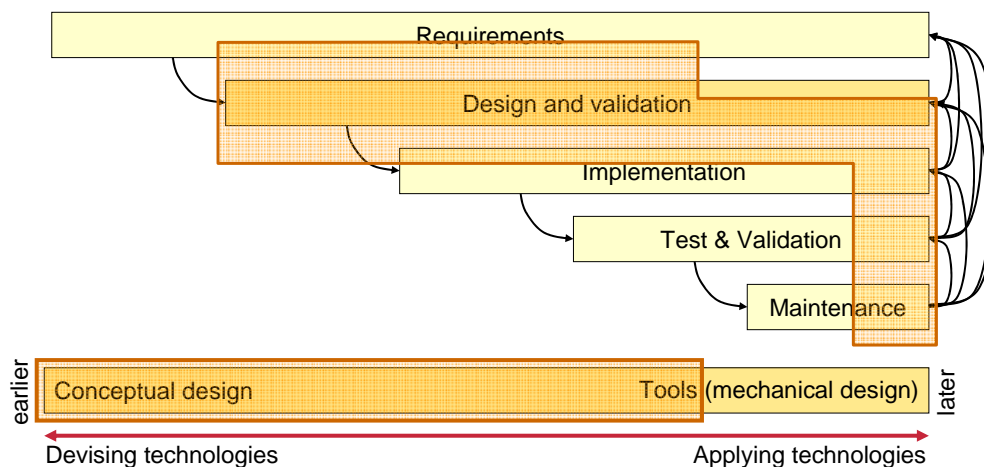 Requirements
Design and validation
Implementation
Test & Validation
Maintenance
earlier
Conceptual design
Tools (mechanical design)
later
Devising technologies
Applying technologies